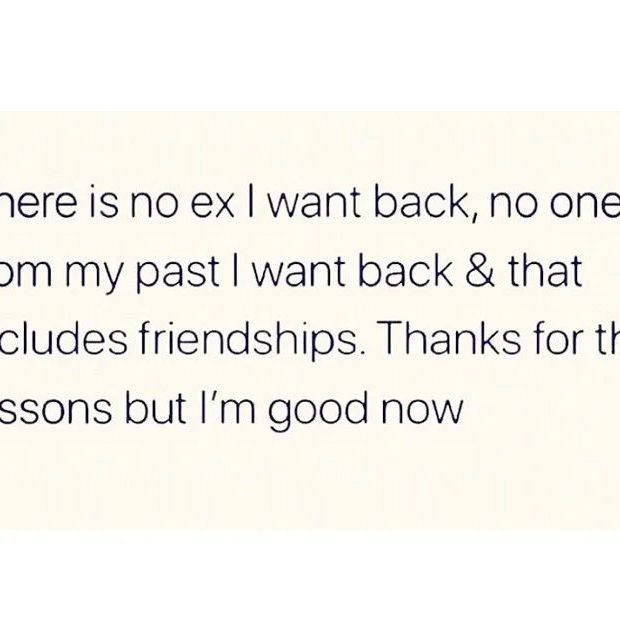 here is no ex I want back, no one
om my past I want back & that
cludes friendships. Thanks for th
ssons but I'm good now